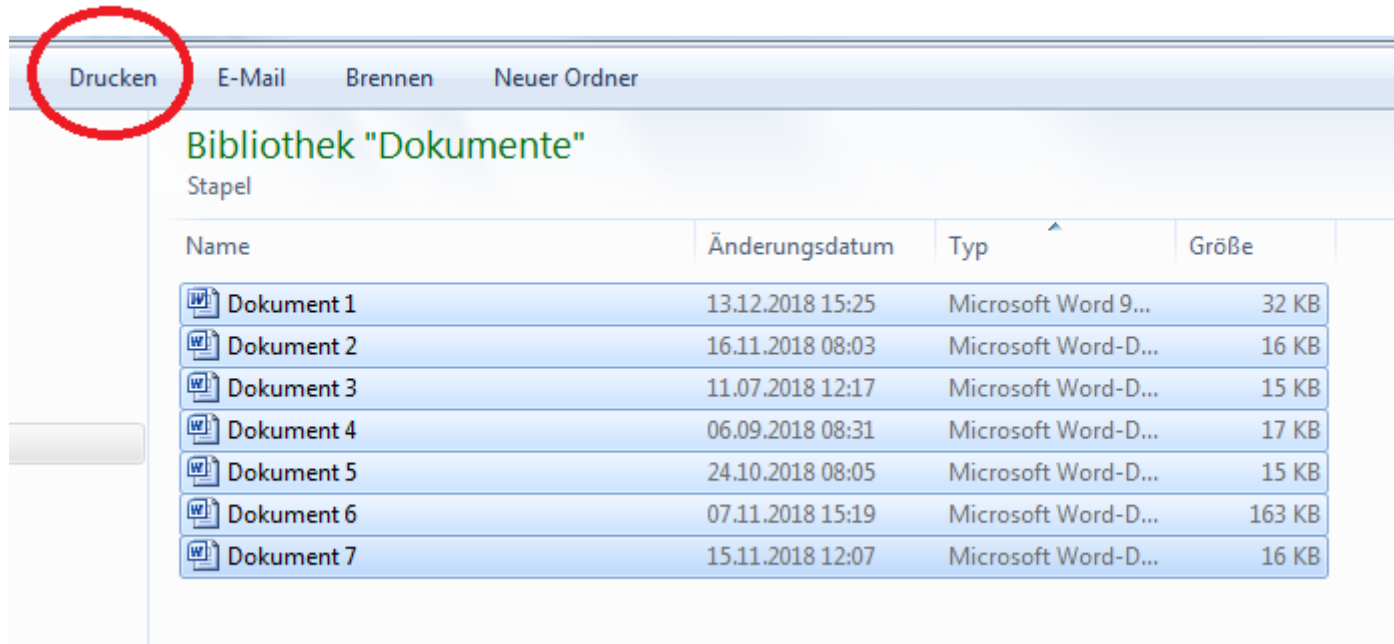 Drucken E-Mail Brennen Neuer Ordner
Bibliothek "Dokumente"
Stapel
Name Änderungsdatum Typ Größe
Dokument 1 13.12.2018 15:25 Microsoft Word 9... 32 KB
Dokument 2 16.11.2018 08:03 Microsoft Word-D... 16 KB
Dokument 3 11.07.2018 12:17 Microsoft Word-D... 15 KB
Dokument 4 06.09.2018 08:31 Microsoft Word-D... 17 KB
Dokument 5 24.10.2018 08:05 Microsoft Word-D... 15 KB
Dokument 6 07.11.2018 15:19 Microsoft Word-D... 163 KB
Dokument 7 15.11.2018 12:07 Microsoft Word-D... 16 KB